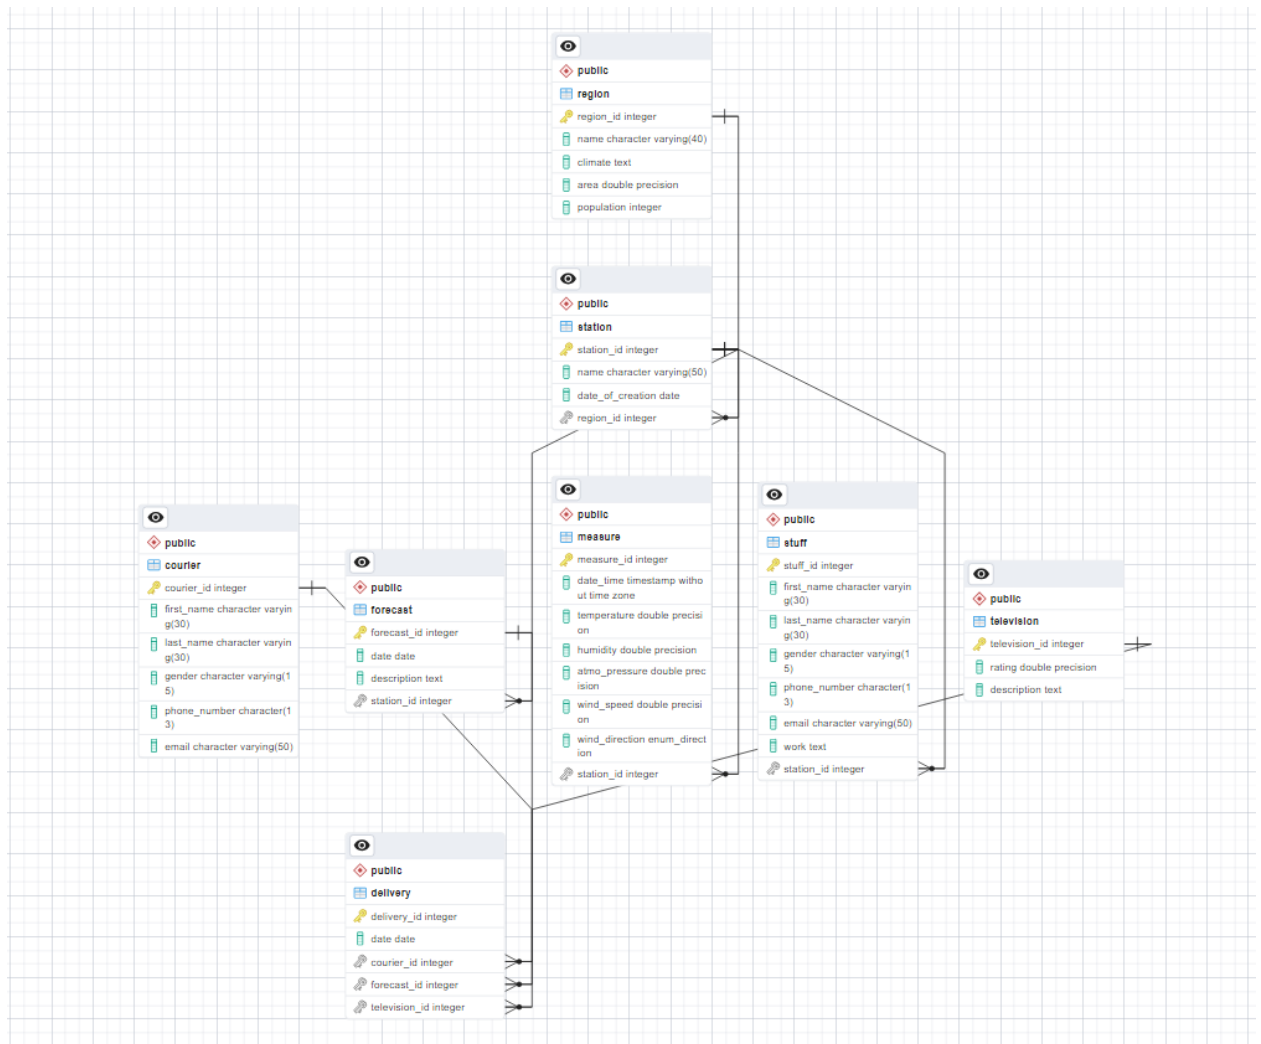 public
region
region_id integer
name character varying(40)
climate text
area double precision
population integer
public
station
station_id integer
name character varying(50)
date_of_creation date
region_id integer
public
courier
courier_id integer
first_name character varyin
g(30)
last_name character varyin
g(30)
gender character varying(1
5)
phone_number character(1
3)
email character varying(50)
public
forecast
forecast_id integer
date date
description text
station_id integer
public
measure
measure_id integer
date_time timestamp witho
ut time zone
temperature double precisi
on
humidity double precision
atmo_pressure double prec
ision
wind_speed double precisi
on
wind_direction enum_direct
ion
station_id integer
public
stuff
stuff_id integer
first_name character varyin
g(30)
last_name character varyin
g(30)
gender character varying(1
5)
phone_number character(1
3)
email character varying(50)
work text
station_id integer
public
television
television_id integer
rating double precision
description text
public
delivery
delivery_id integer
date date
courier_id integer
forecast_id integer
television_id integer